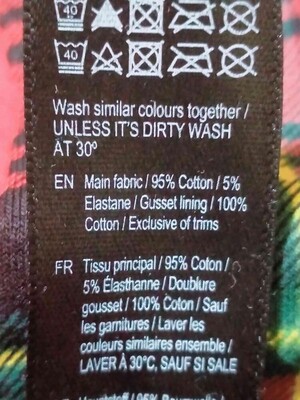 40
40
Wash similar colours together /
UNLESS IT'S DIRTY WASH
AT 30º
EN Main fabric / 95% Cotton / 5%
Elastane / Gusset lining / 100%
Cotton / Exclusive of trims
FR Tissu principal / 95% Coton /
5% Élasthanne / Doublure
gousset / 100% Coton / Sauf
les garnitures / Laver les
couleurs similaires ensemble /
LAVER À 30°C, SAUF SI SALE